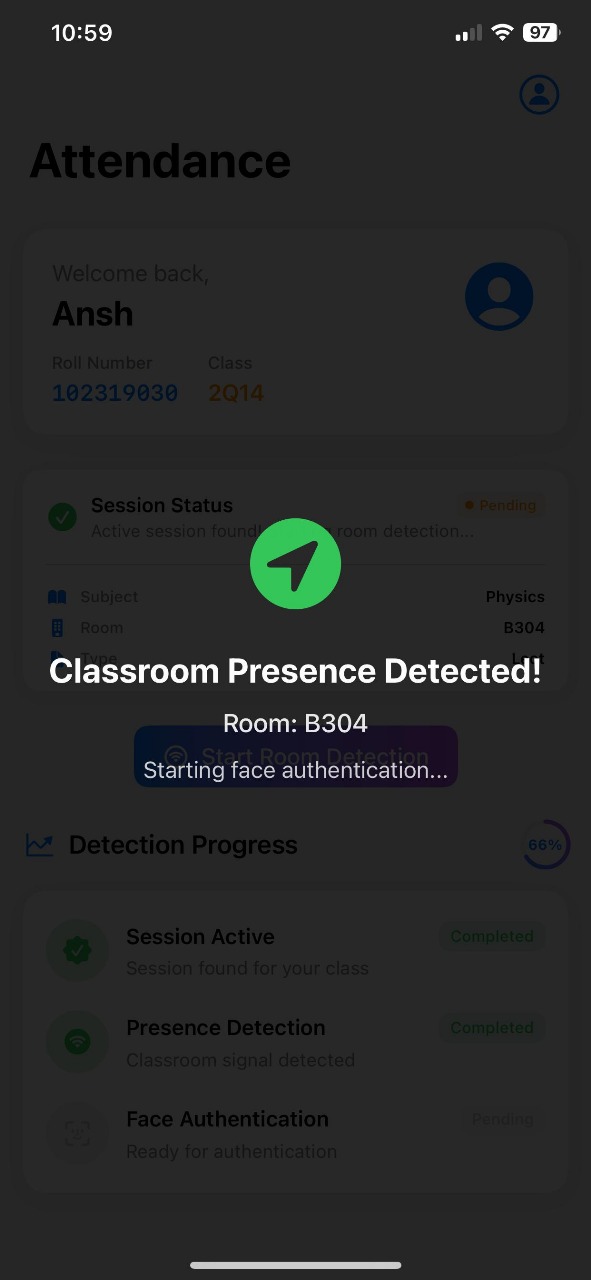 10:59
97
Attendance
Welcome back,
Ansh
Roll Number Class
102319030 2Q14
Session Status Pending
Active session found! room detection...
Subject Physics
Room B304
Type
Classroom Presence Detected!
Room: B304
Start Room Detection
Starting face authentication...
Detection Progress 66%
Session Active Completed
Session found for your class
Presence Detection Completed
Classroom signal detected
Face Authentication Pending
Ready for authentication